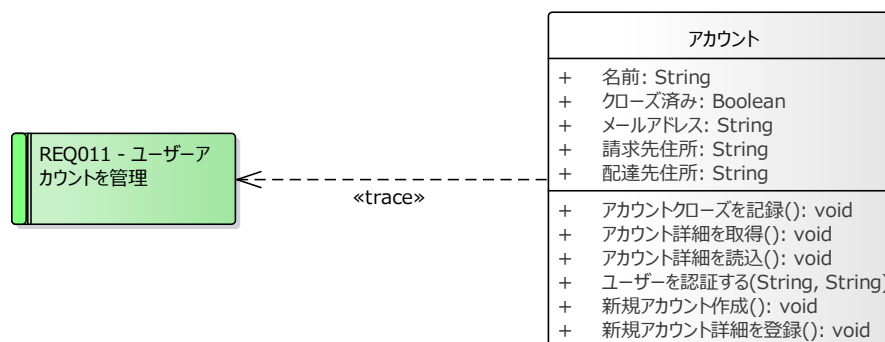 アカウント
+ 名前: String
+ クローズ済み: Boolean
+ メールアドレス: String
+ 請求先住所: String
+ 配達先住所: String
REQ011 - ユーザーア
カウントを管理
«trace»
+ アカウントクローズを記録(): void
+ アカウント詳細を取得(): void
+ アカウント詳細を読込(): void
+ ユーザーを認証する(String, String)
+ 新規アカウント作成(): void
+ 新規アカウント詳細を登録(): void